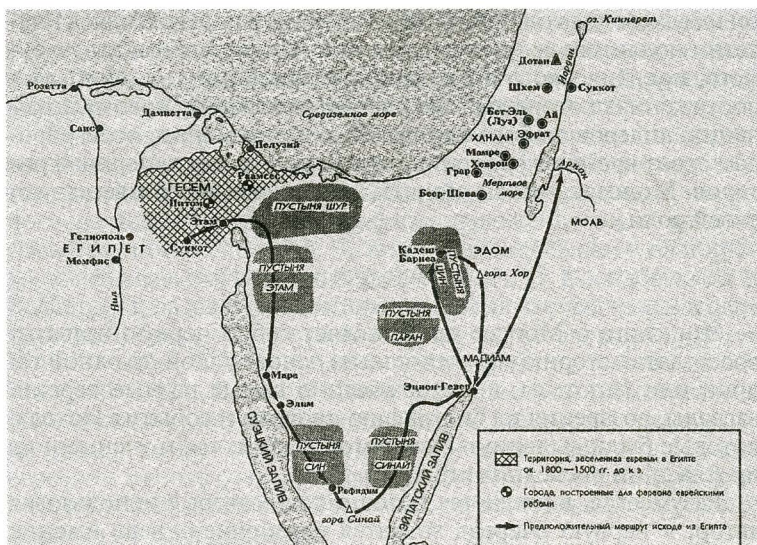 оз. Киннерет
Дотан
Иордан
Шхем
Суккот
Розетта
Дамиетта
Средиземное море
Бет-Эль
(Луз)
Ай
Саис
ХАНААН
Эфрат
Пелузий
Мамре
Хеврон
Грар
Арнон
ГЕСЕМ
Раамсес
Мертвое
море
Беер-Шева
Питом
ПУСТЫНЯ ШУР
МОАВ
Этам
Гелиополь
Суккот
ЕГИПЕТ
Мемфис
Кадеш-
Барнеа
ЭДОМ
ПУСТЫНЯ
ЦИН
гора Хор
ПУСТЫНЯ
ЭТАМ
Нил
ПУСТЫНЯ
ПАРАН
МАДИАМ
Мара
Эцион-Гевер
Элим
СУЭЦКИЙ ЗАЛИВ
ПУСТЫНЯ
СИН
ПУСТЫНЯ
СИНАЙ
ЭЙЛАТСКИЙ ЗАЛИВ
Рефидим
гора Синай
Территория, заселенная евреями в Египте
ок. 1800—1500 гг. до н э.
Города, построенные для фараона еврейскими
рабами
Предположительный маршрут исхода из Египта